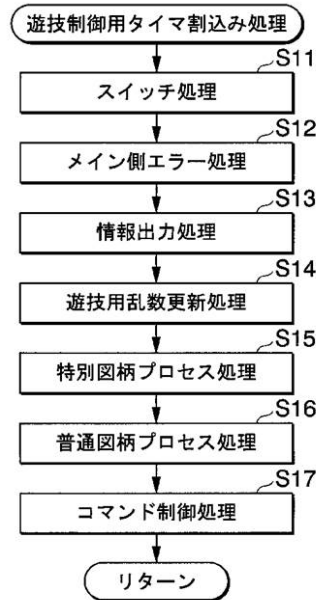 遊技制御用タイマ割込み処理
S11
スイッチ処理
S12
メイン側エラー処理
S13
情報出力処理
S14
遊技用乱数更新処理
S15
特別図柄プロセス処理
S16
普通図柄プロセス処理
S17
コマンド制御処理
リターン